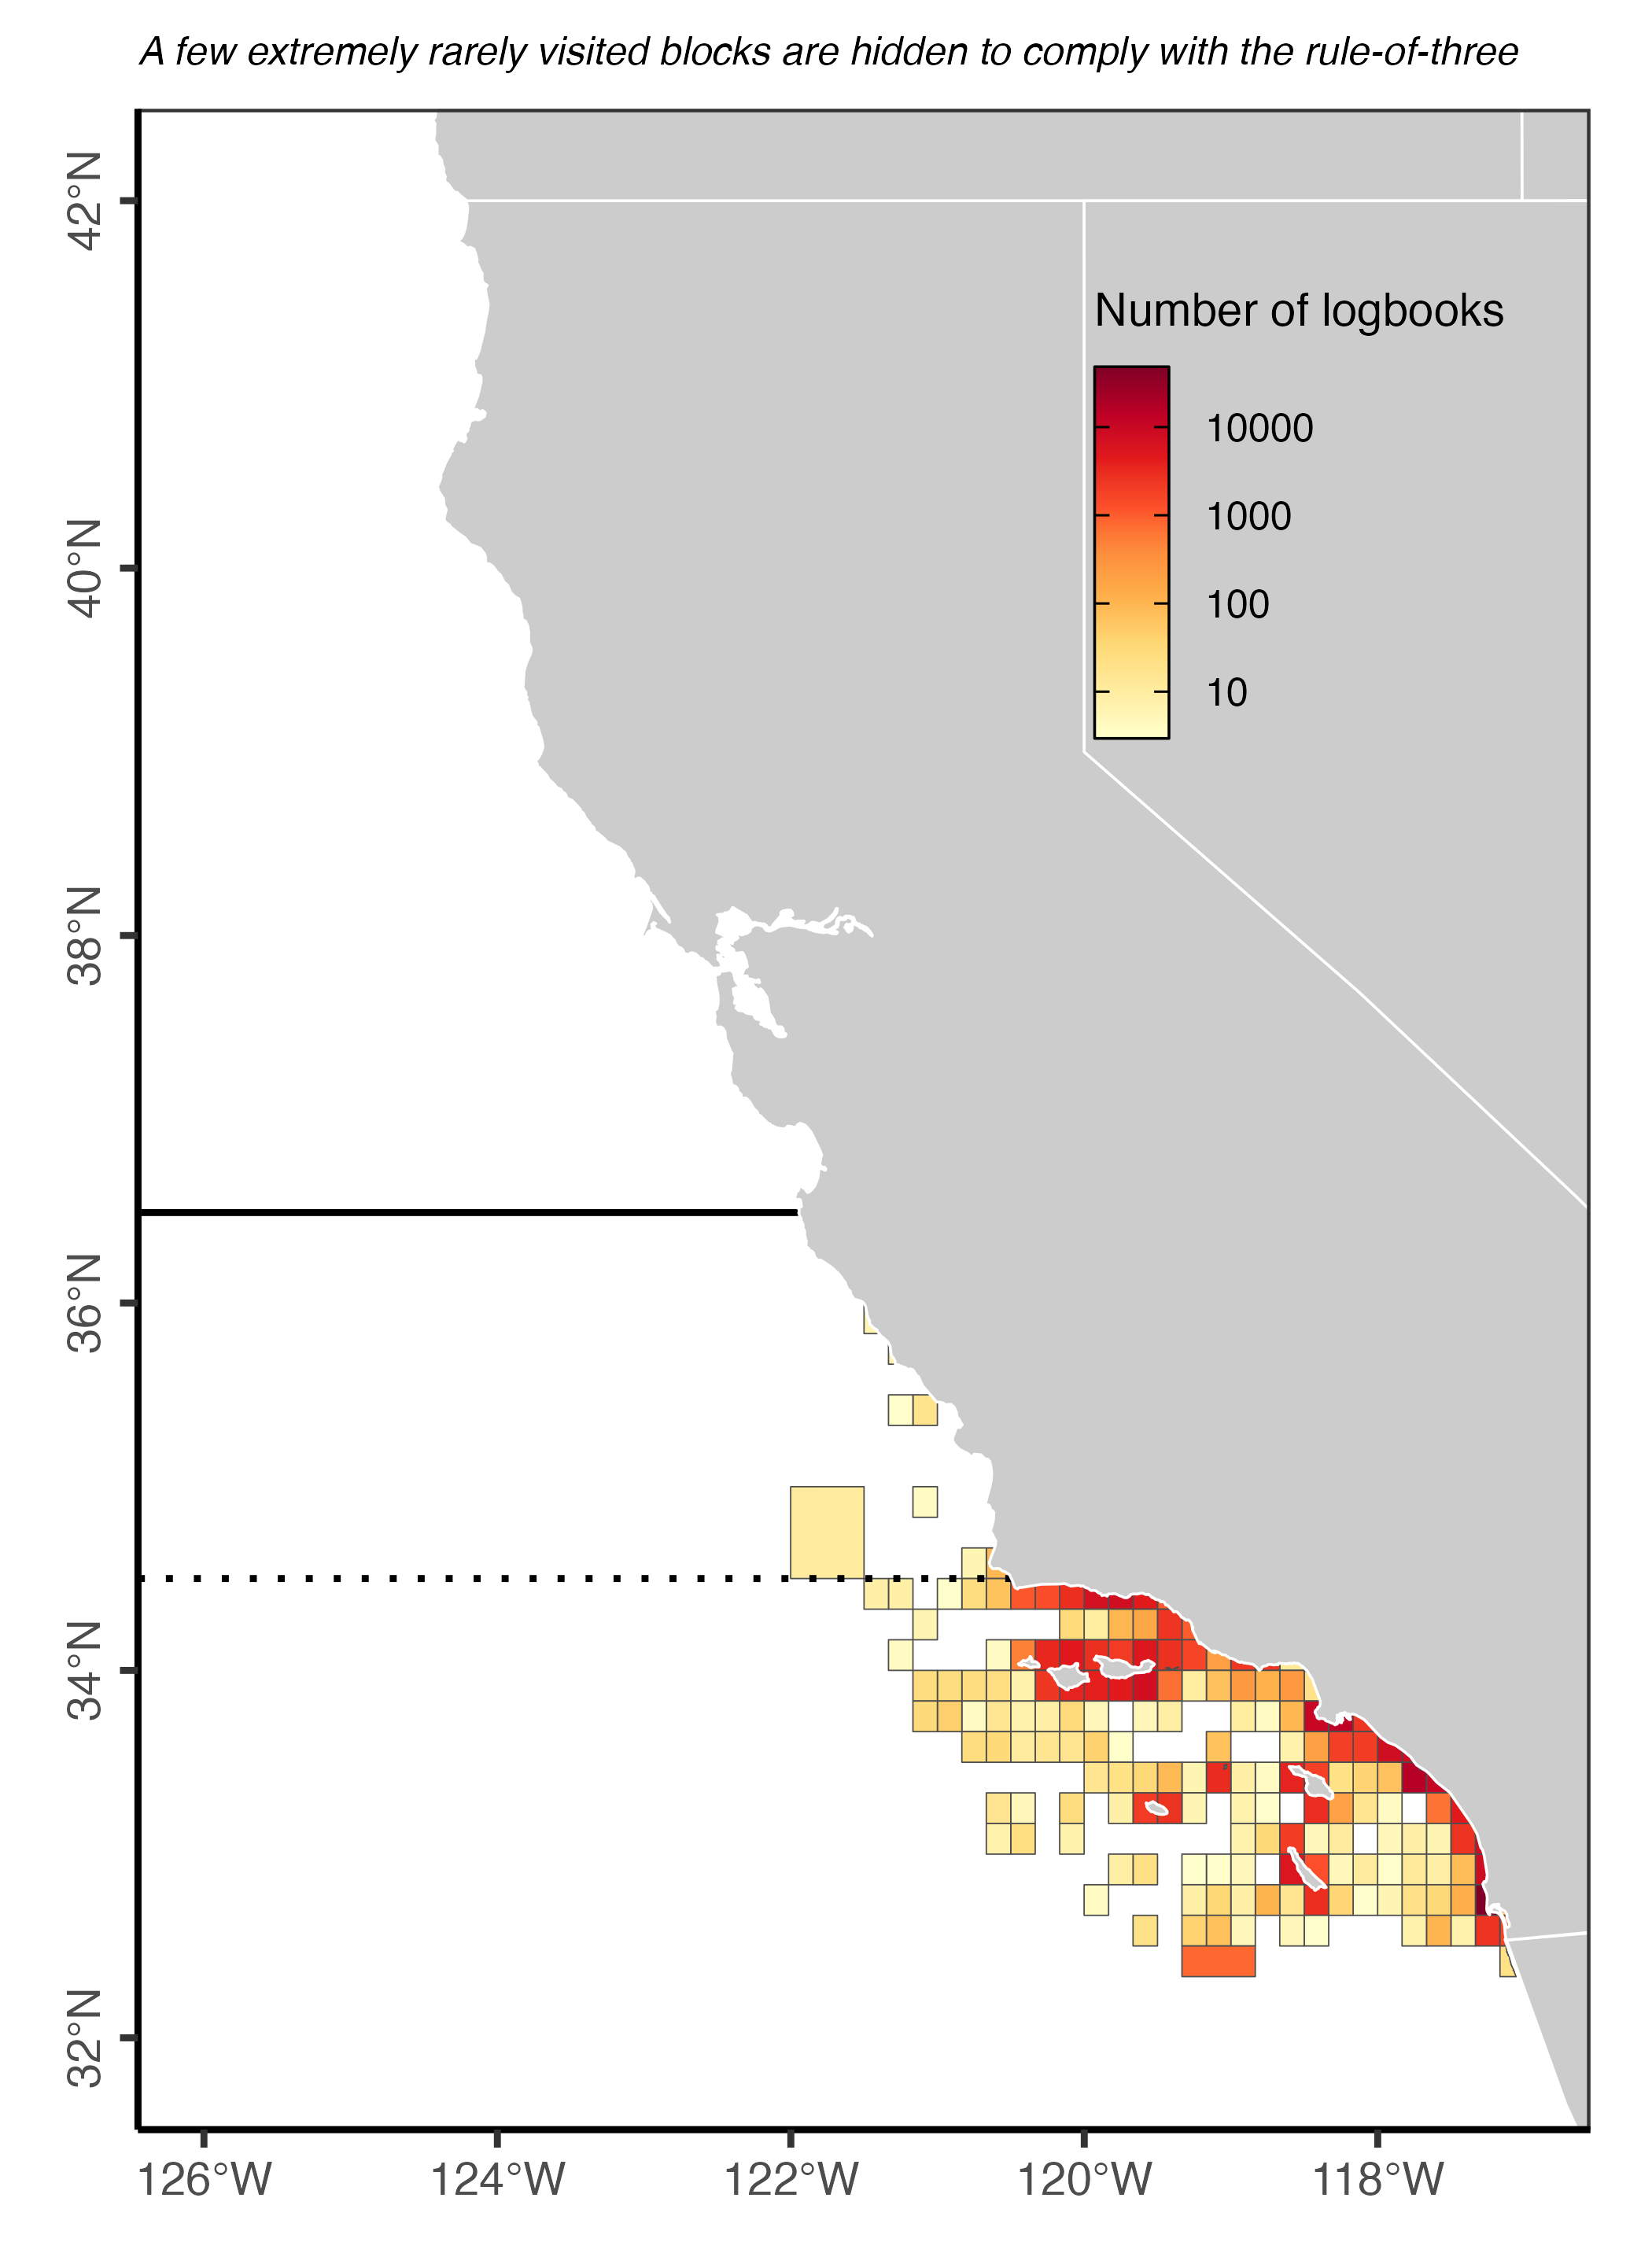 A few extremely rarely visited blocks are hidden to comply with the rule-of-three
42°N
40°N
38°N
36°N
34°N
32°N
Number of logbooks
10000
1000
100
10
126°W 124°W 122°W 120°W 118°W